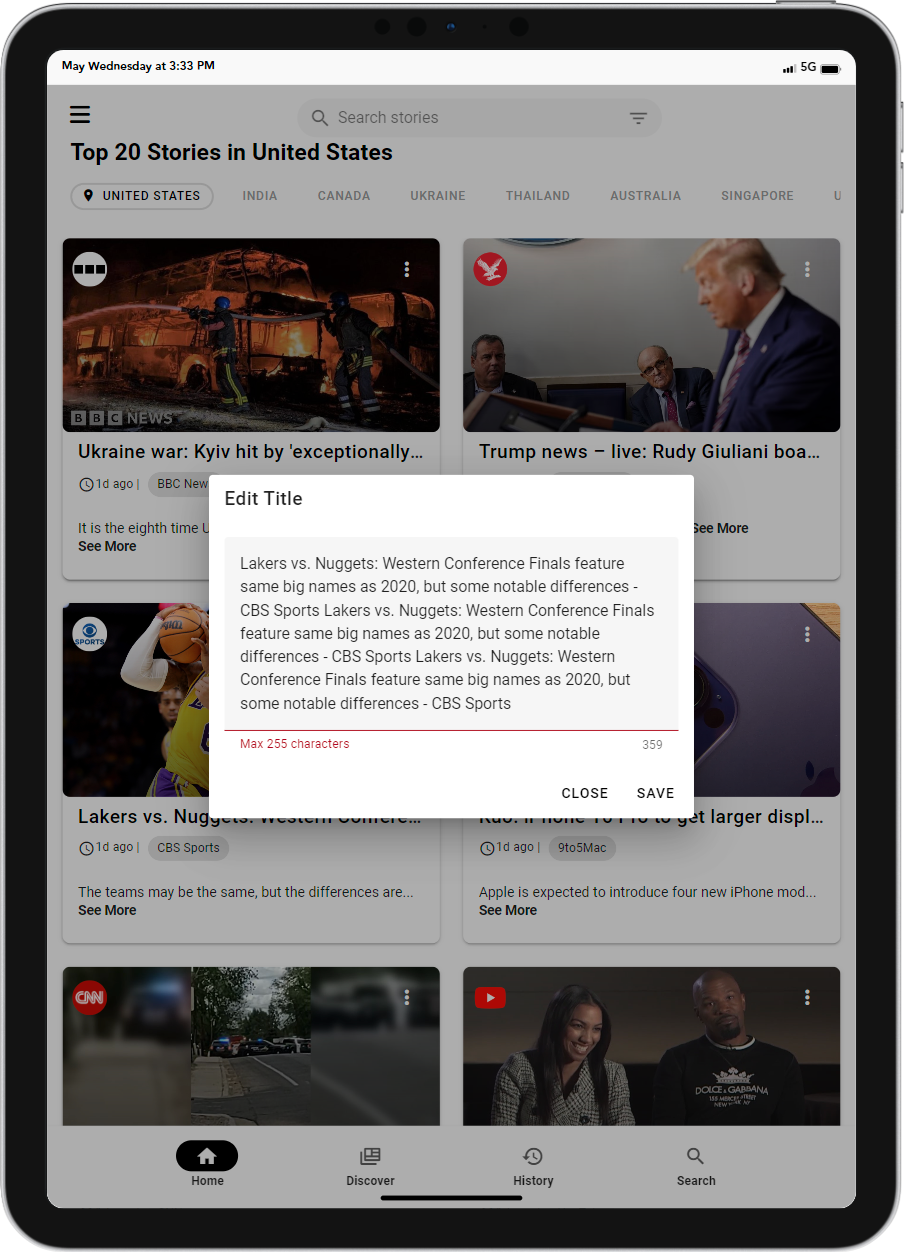 May Wednesday at 3:33 PM
5G
Search stories
Top 20 Stories in United States
UNITED STATES INDIA CANADA UKRAINE THAILAND AUSTRALIA SINGAPORE U
BBC NEWS
Ukraine war: Kyiv hit by 'exceptionally...
1d ago | BBC New
It is the eighth time U
See More
Trump news – live: Rudy Giuliani boa...
See More
Edit Title
Lakers vs. Nuggets: Western Conference Finals feature
same big names as 2020, but some notable differences -
CBS Sports Lakers vs. Nuggets: Western Conference Finals
feature same big names as 2020, but some notable
differences - CBS Sports Lakers vs. Nuggets: Western
Conference Finals feature same big names as 2020, but
some notable differences - CBS Sports
Max 255 characters 359
CLOSE SAVE
SPORTS
Lakers vs. Nuggets: Western Confere...
1d ago | CBS Sports
The teams may be the same, but the differences are...
See More
Kuo: iPhone 16 Pro to get larger displ...
1d ago | 9to5Mac
Apple is expected to introduce four new iPhone mod...
See More
CNN
DOLCE & GABBANA
Home Discover History Search